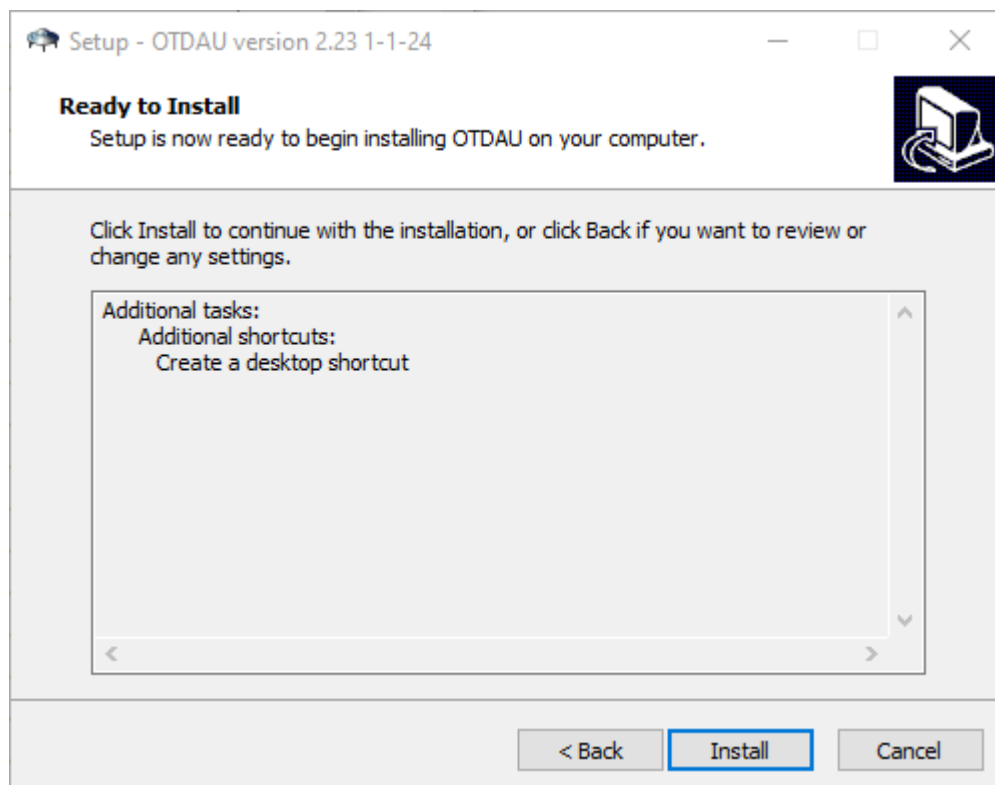 Setup - OTDAU version 2.23 1-1-24
Ready to Install
Setup is now ready to begin installing OTDAU on your computer.
Click Install to continue with the installation, or click Back if you want to review or
change any settings.
Additional tasks:
Additional shortcuts:
Create a desktop shortcut
< Back
Install
Cancel